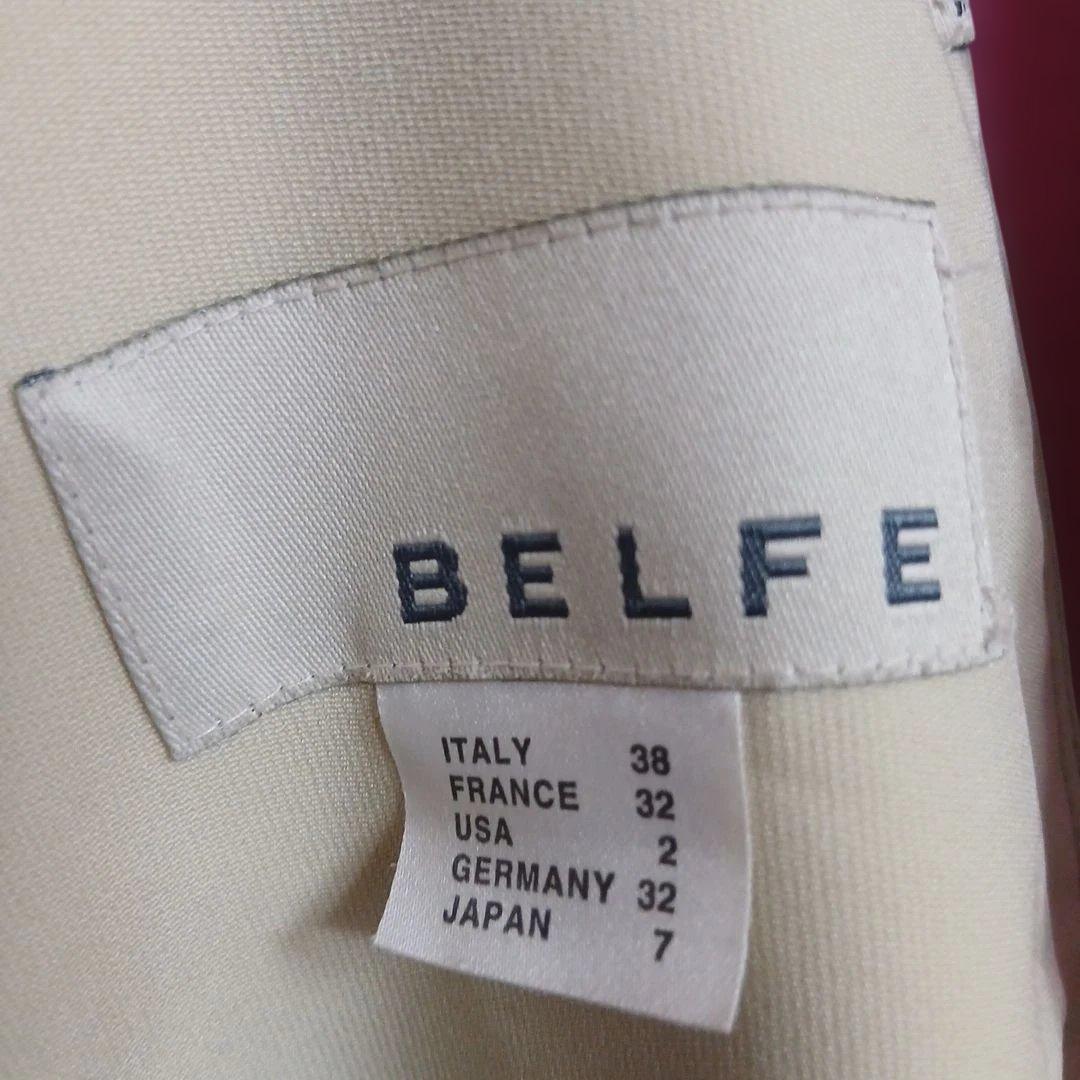 BELFE
ITALY 38
FRANCE 32
USA 2
GERMANY 32
JAPAN 7